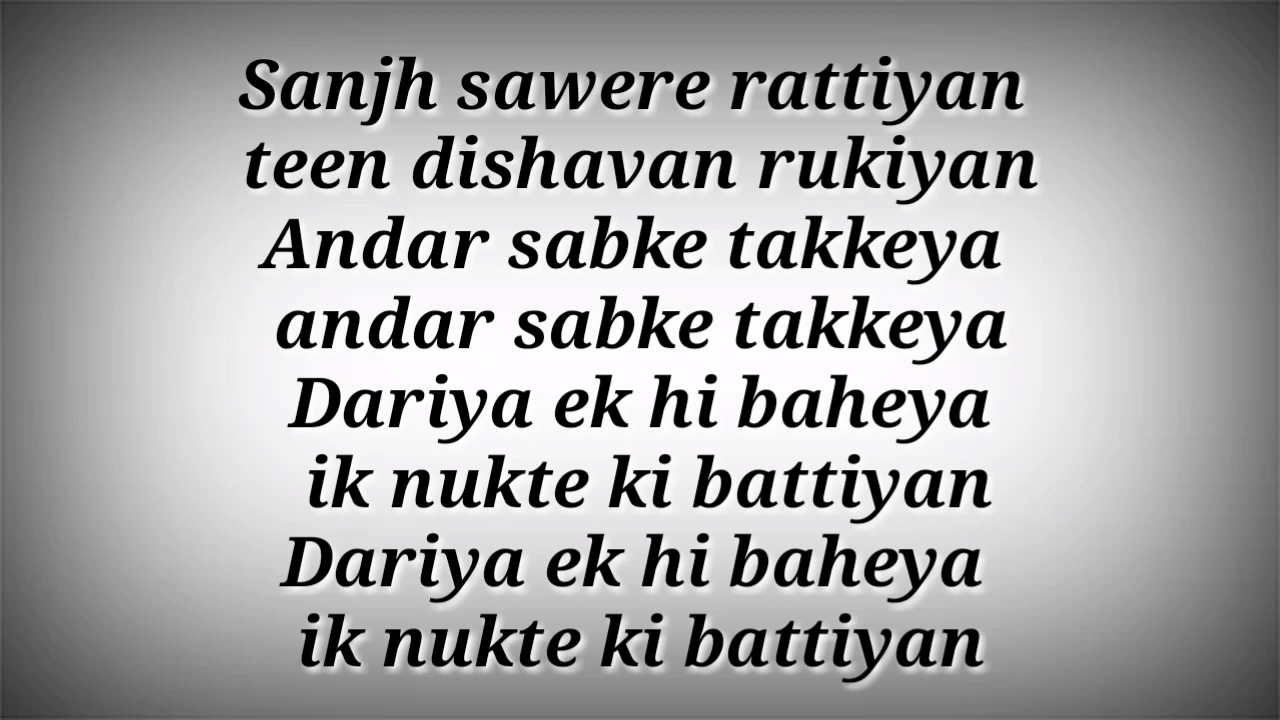 Sanjh sawere rattiyan
teen dishavan rukiyan
Andar sabke takkeya
andar sabke takkeya
Dariya ek hi baheya
ik nukte ki battiyan
Dariya ek hi baheya
ik nukte ki battiyan